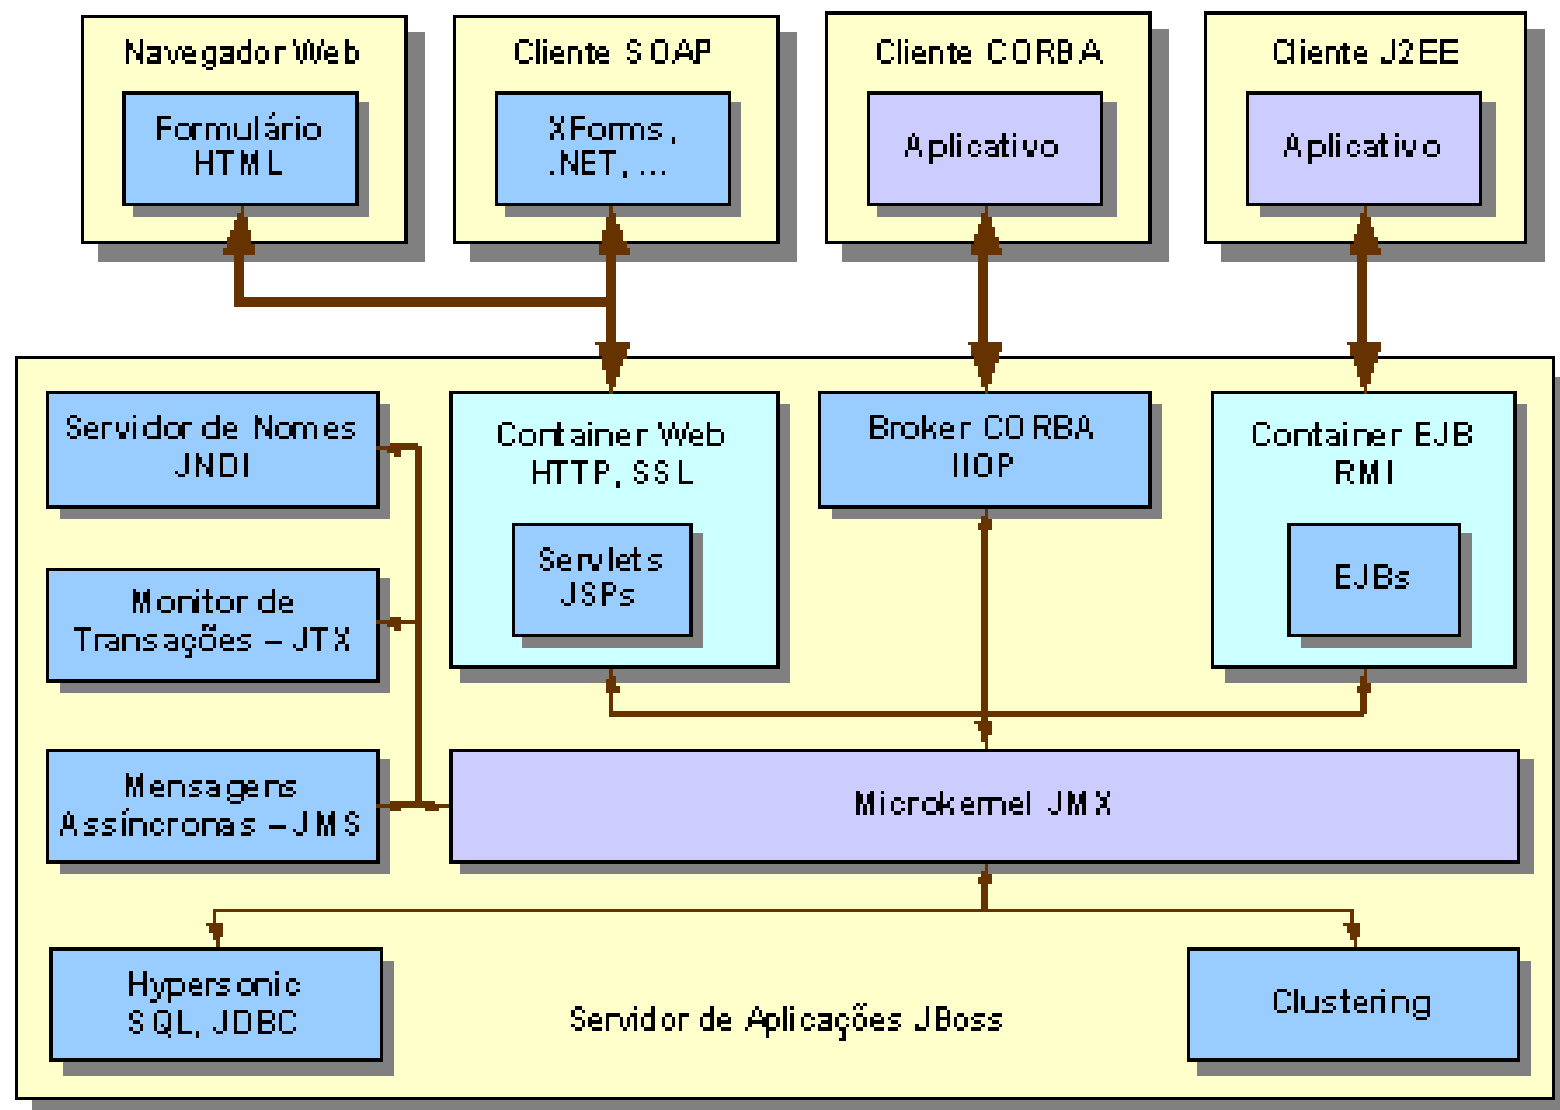 Navegador Web
Formulário
HTML
Cliente SOAP
XForms,
.NET, ...
Cliente CORBA
Aplicativo
Cliente J2EE
Aplicativo
Servidor de Nomes
JNDI
Container Web
HTTP, SSL
Servlets
JSPs
Broker CORBA
IIOP
Container EJB
RMI
EJBs
Monitor de
Transações – JTX
Mensagens
Assíncronas – JMS
Microkernel JMX
Hypersonic
SQL, JDBC
Servidor de Aplicações JBoss
Clustering